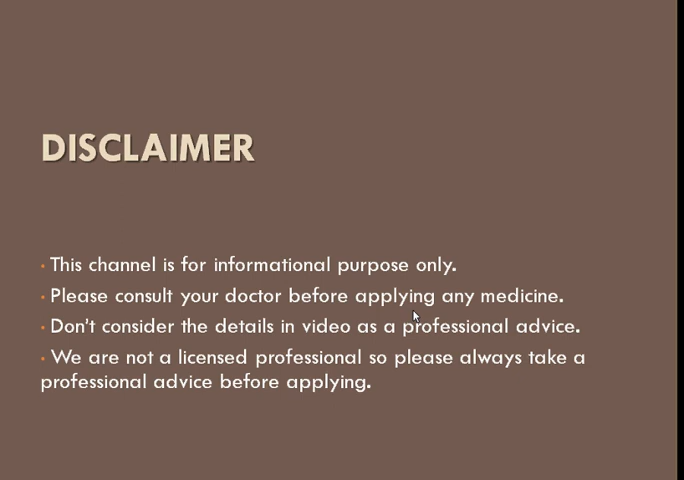 DISCLAIMER
• This channel is for informational purpose only.
• Please consult your doctor before applying any medicine.
• Don't consider the details in video as a professional advice.
• We are not a licensed professional so please always take a
professional advice before applying.